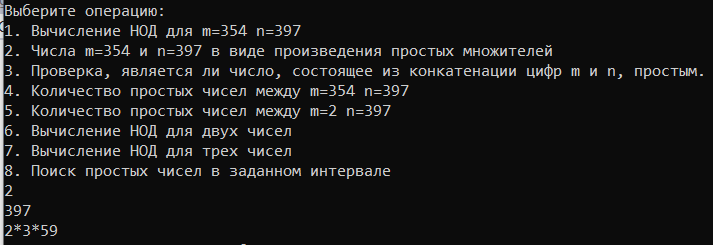 Выберите операцию:
1. Вычисление НОД для m=354 n=397
2. Числа m=354 и n=397 в виде произведения простых множителей
3. Проверка, является ли число, состоящее из конкатенации цифр m и n, простым.
4. Количество простых чисел между m=354 n=397
5. Количество простых чисел между m=2 n=397
6. Вычисление НОД для двух чисел
7. Вычисление НОД для трех чисел
8. Поиск простых чисел в заданном интервале
2
397
2*3*59